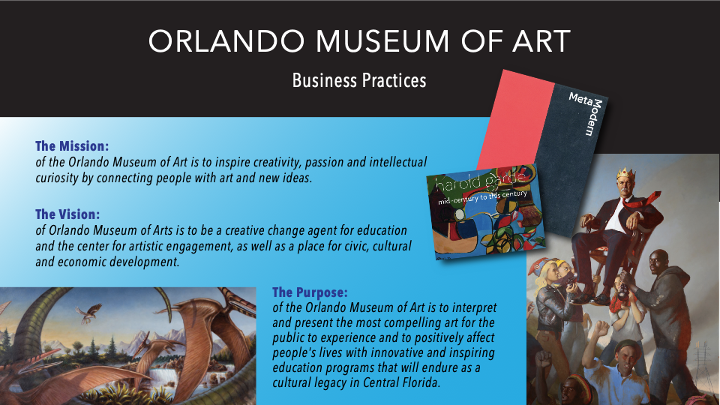 ORLANDO MUSEUM OF ART
Business Practices
Meta
Modern
harold garde
mid-century to this century
The Mission:
of the Orlando Museum of Art is to inspire creativity, passion and intellectual
curiosity by connecting people with art and new ideas.
The Vision:
of Orlando Museum of Arts is to be a creative change agent for education
and the center for artistic engagement, as well as a place for civic, cultural
and economic development.
The Purpose:
of the Orlando Museum of Art is to interpret
and present the most compelling art for the
public to experience and to positively affect
people's lives with innovative and inspiring
education programs that will endure as a
cultural legacy in Central Florida.